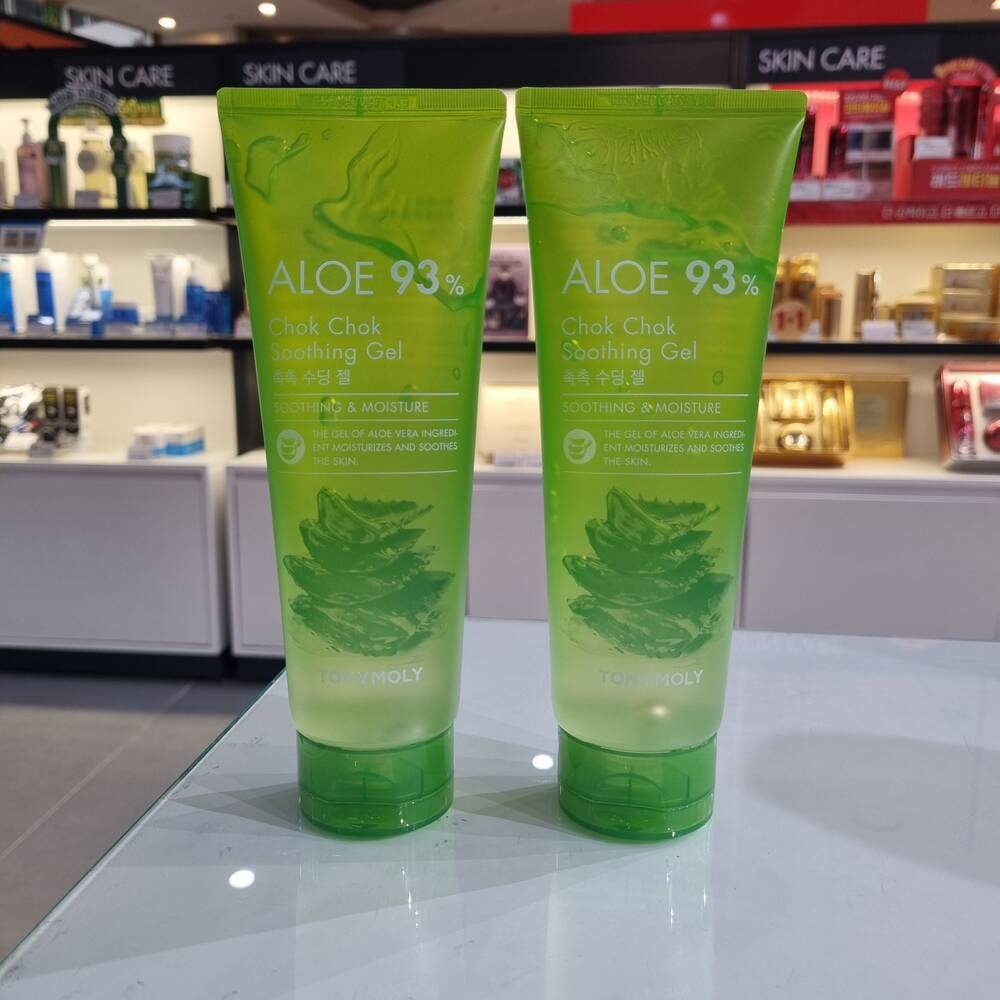 SKIN CARE
SKIN CARE
SKIN CARE
ALOE 93%
Chok Chok
Soothing Gel
촉촉 수딩 젤
SOOTHING & MOISTURE
THE GEL OF ALOE VERA INGREDI-
ENT MOISTURIZES AND SOOTHES
THE SKIN.
TONYMOLY
ALOE 93%
Chok Chok
Soothing Gel
촉촉 수딩 젤
SOOTHING & MOISTURE
THE GEL OF ALOE VERA INGREDI-
ENT MOISTURIZES AND SOOTHES
THE SKIN.
TONYMOLY
1+1